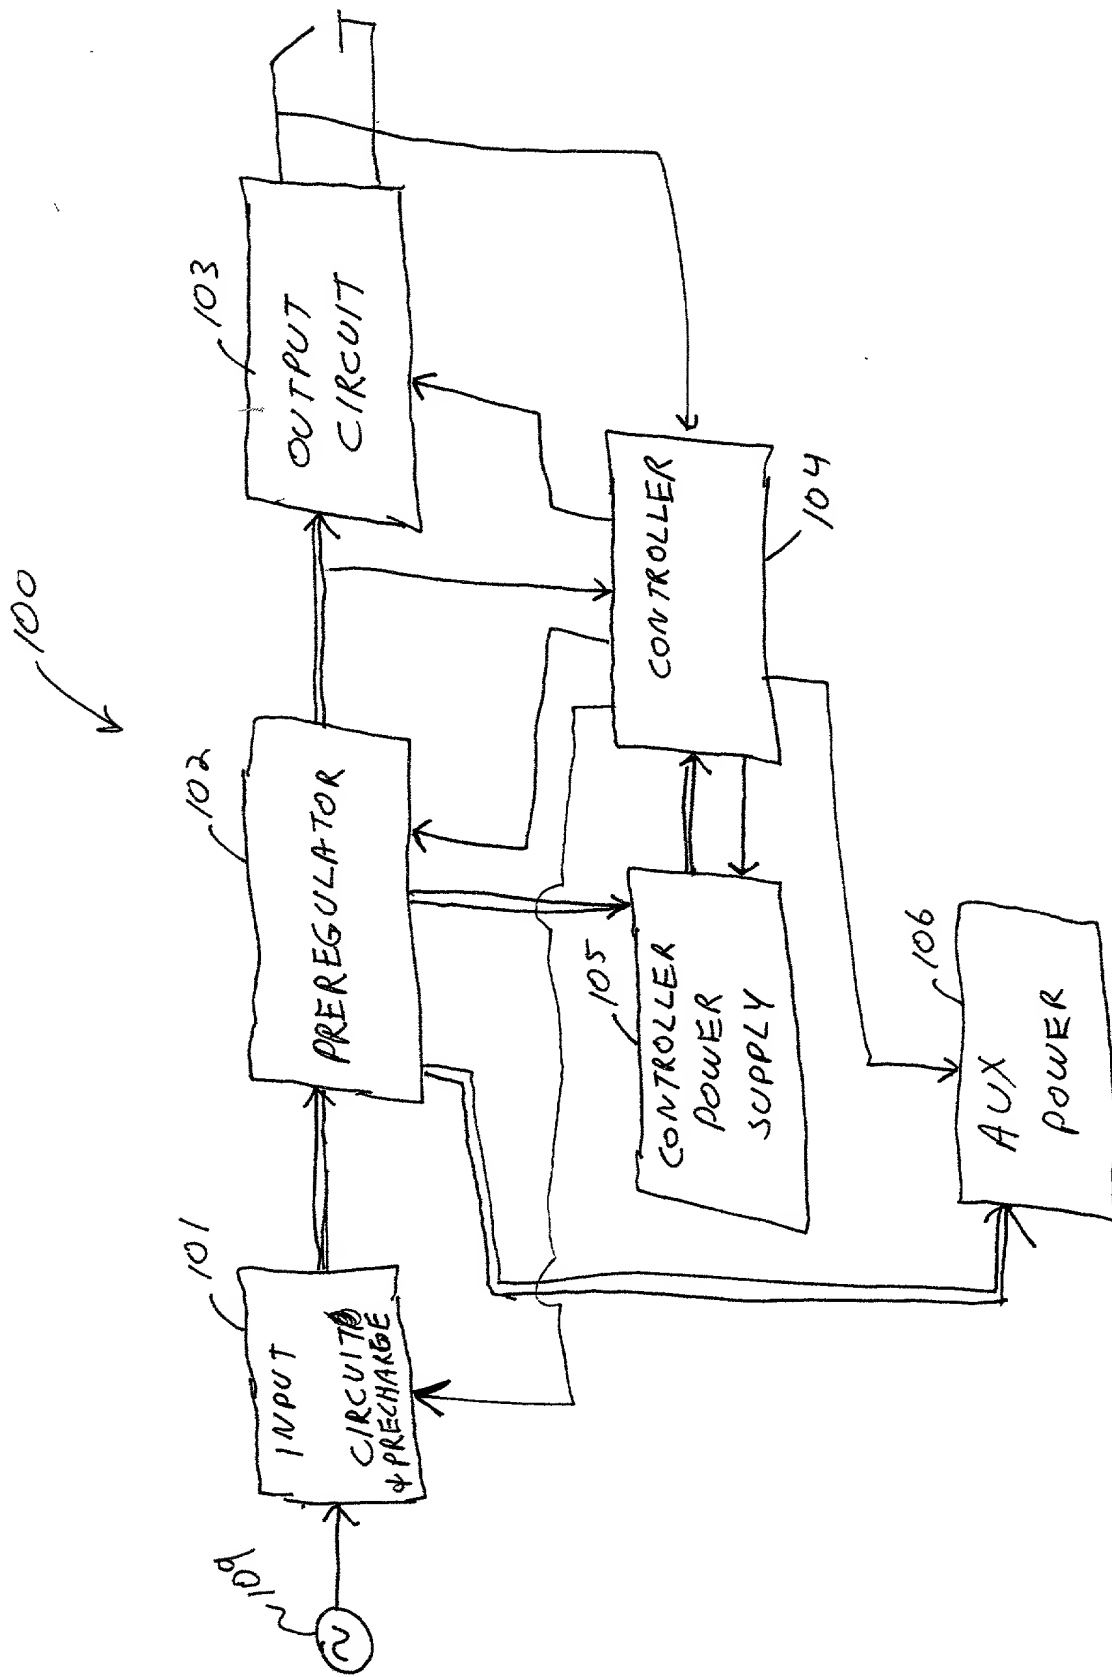 100
101
INPUT
CIRCUIT
& PRECHARGE
109
102
PREREGULATOR
103
OUTPUT
CIRCUIT
CONTROLLER
104
105
CONTROLLER
POWER
SUPPLY
106
AUX
POWER